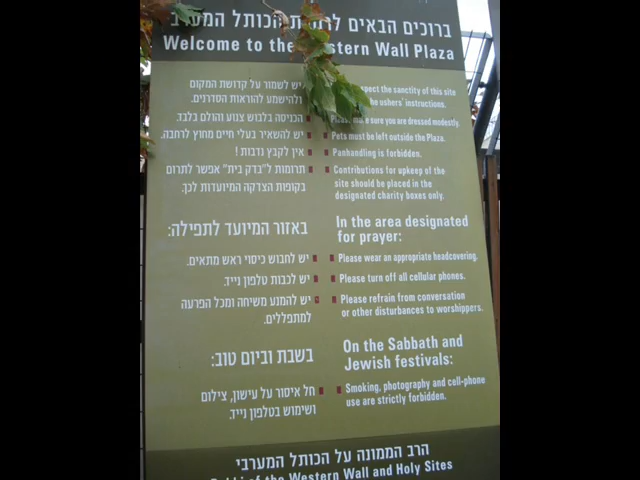 ברוכים הבאים הכותל המערבי
Welcome to the Western Wall Plaza
יש לשמור על קדושת המקום
ולהישמע להוראות הסדרנים.
הכניסה בלבוש צנוע והולם בלבד.
יש להשאיר בעלי חיים מחוץ לרחבה.
אין לקבץ נדבות !
תרומות ל"בדק בית" אפשר לתרום
בקופות הצדקה המיועדות לכך.
the sanctity of this site
ushers' instructions.
Please make sure you are dressed modestly.
Pets must be left outside the Plaza.
Panhandling is forbidden.
Contributions for upkeep of the
site should be placed in the
designated charity boxes only.
באזור המיועד לתפילה:
יש לחבוש כיסוי ראש מתאים.
יש לכבות טלפון נייד.
יש להמנע משיחה ומכל הפרעה
למתפללים.
In the area designated
for prayer:
Please wear an appropriate headcovering.
Please turn off all cellular phones.
Please refrain from conversation
or other disturbances to worshippers.
בשבת וביום טוב:
חל איסור על עישון, צילום
ושימוש בטלפון נייד.
On the Sabbath and
Jewish festivals:
Smoking, photography and cell-phone
use are strictly forbidden.
הרב הממונה על הכותל המערבי
of the Western Wall and Holy Sites